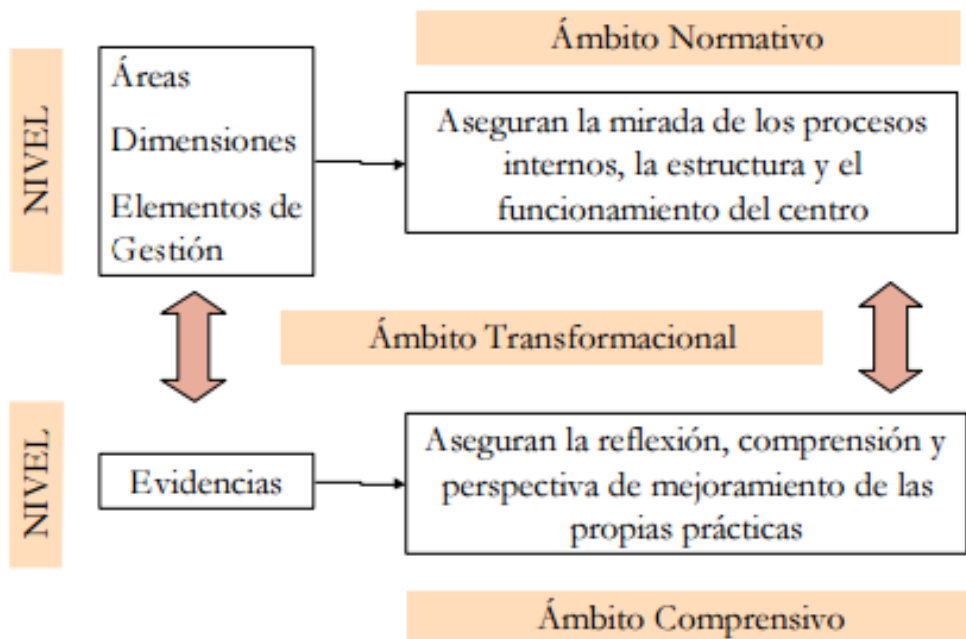 Ámbito Normativo
NIVEL
Áreas
Dimensiones
Elementos de
Gestión
Aseguran la mirada de los procesos
internos, la estructura y el
funcionamiento del centro
Ámbito Transformacional
NIVEL
Evidencias
Aseguran la reflexión, comprensión y
perspectiva de mejoramiento de las
propias prácticas
Ámbito Comprensivo